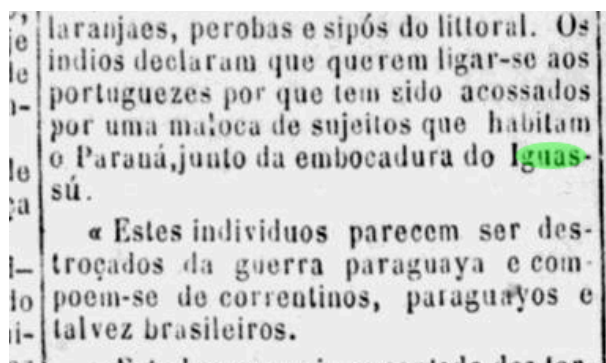 laranjaes, perobas e sipós do littoral. Os
indios declaram que querem ligar-se aos
portuguezes por que tem sido acossados
por uma maloca de sujeitos que habitam
o Paraná, junto da embocadura do Iguas-
sú.
« Estes individuos parecem ser des-
troçados da guerra paraguaya e com-
poem-se de correntinos, paraguayos e
talvez brasileiros.